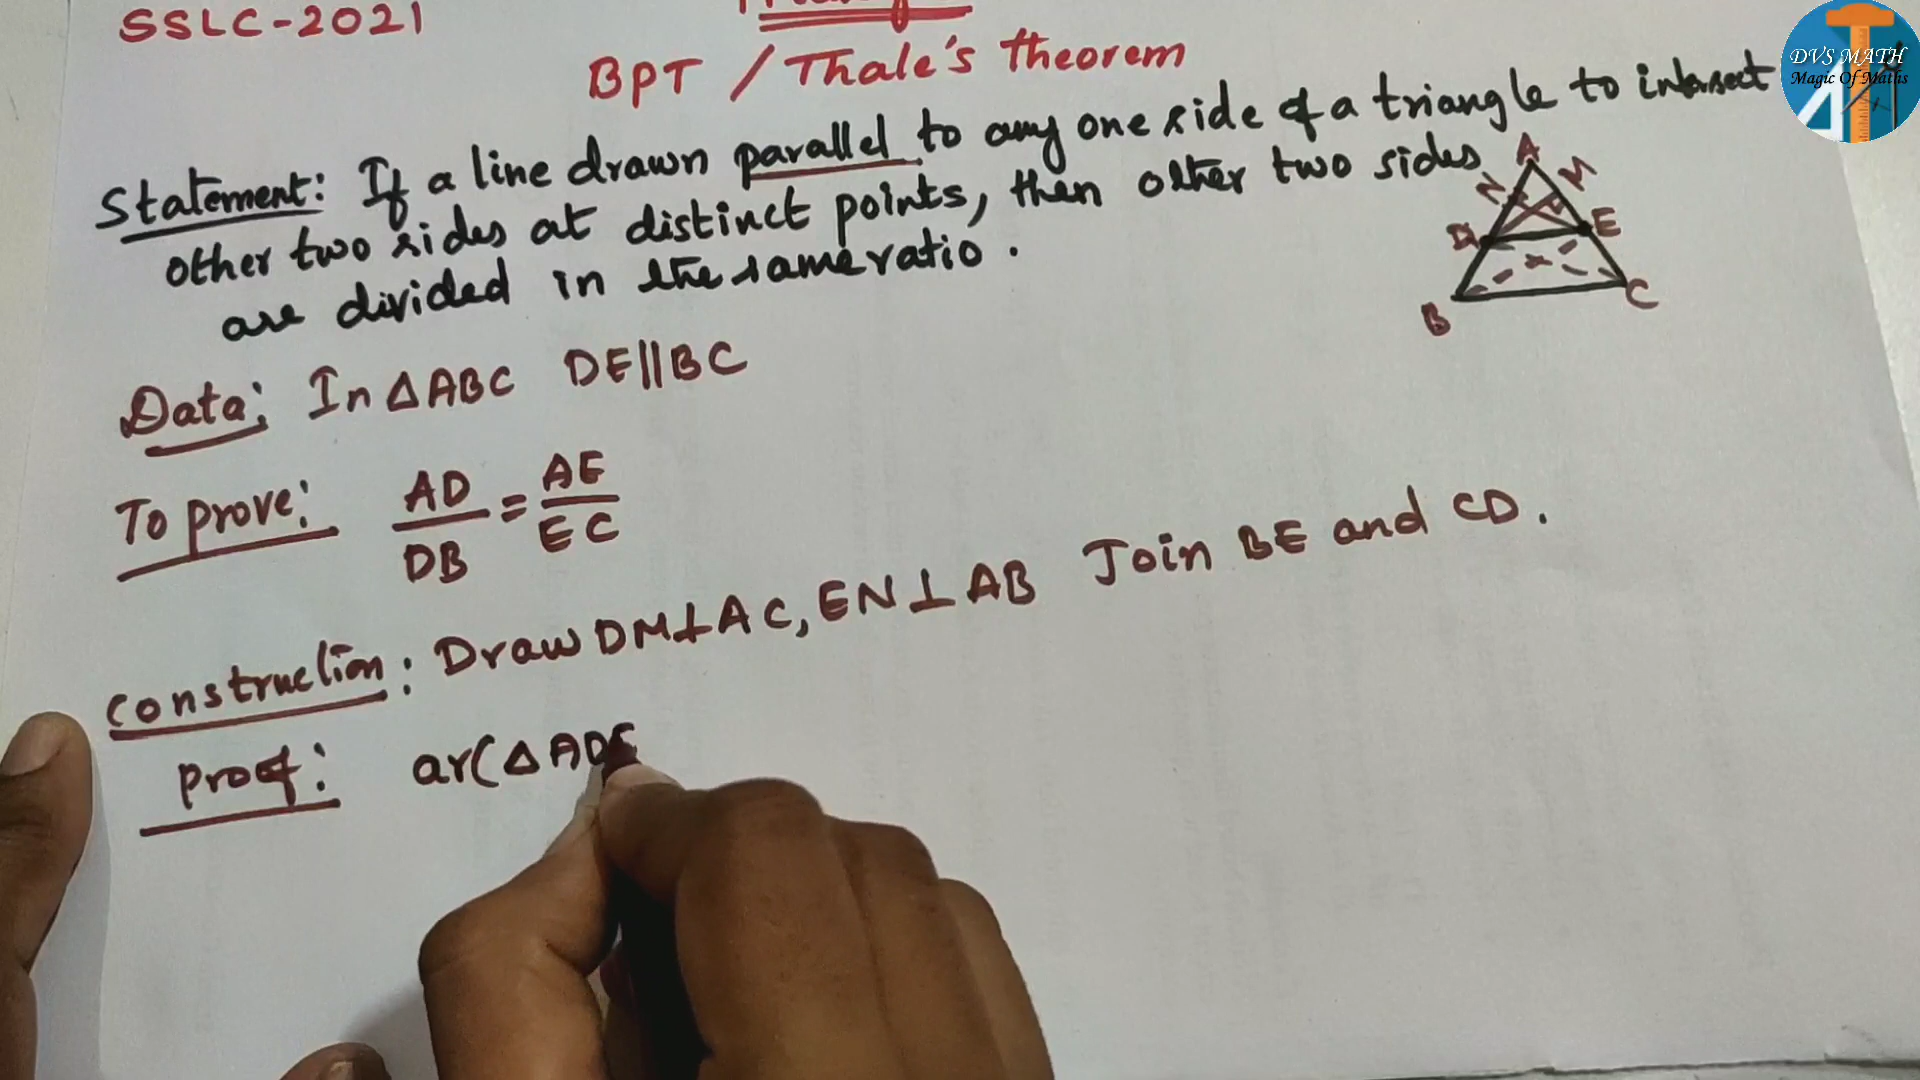 SSLC-2021
BPT / Thale's theorem
DVS MATH
Magic Of Maths
Statement: If a line drawn parallel to any one side of a triangle to intersect
other two sides at distinct points, then other two sides
are divided in the same ratio.
A
N M
D E
B C
Data: In △ABC DE||BC
To prove: AD/DB = AE/EC
Construction: Draw DM⊥AC, EN⊥AB Join BE and CD.
Proof: ar(△ADE